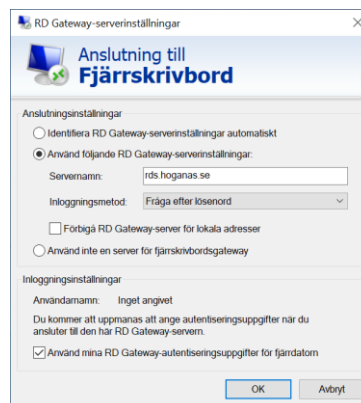 RD Gateway-serverinställningar
Anslutning till
Fjärrskrivbord
Anslutningsinställningar
Identifiera RD Gateway-serverinställningar automatiskt
Använd följande RD Gateway-serverinställningar:
Servernamn: rds.hoganas.se
Inloggningsmetod: Fråga efter lösenord
Förbigå RD Gateway-server för lokala adresser
Använd inte en server för fjärrskrivbordsgateway
Inloggningsinställningar
Användarnamn: Inget angivet
Du kommer att uppmanas att ange autentiseringsuppgifter när du
ansluter till den här RD Gateway-servern.
Använd mina RD Gateway-autentiseringsuppgifter för fjärrdatorn
OK Avbryt